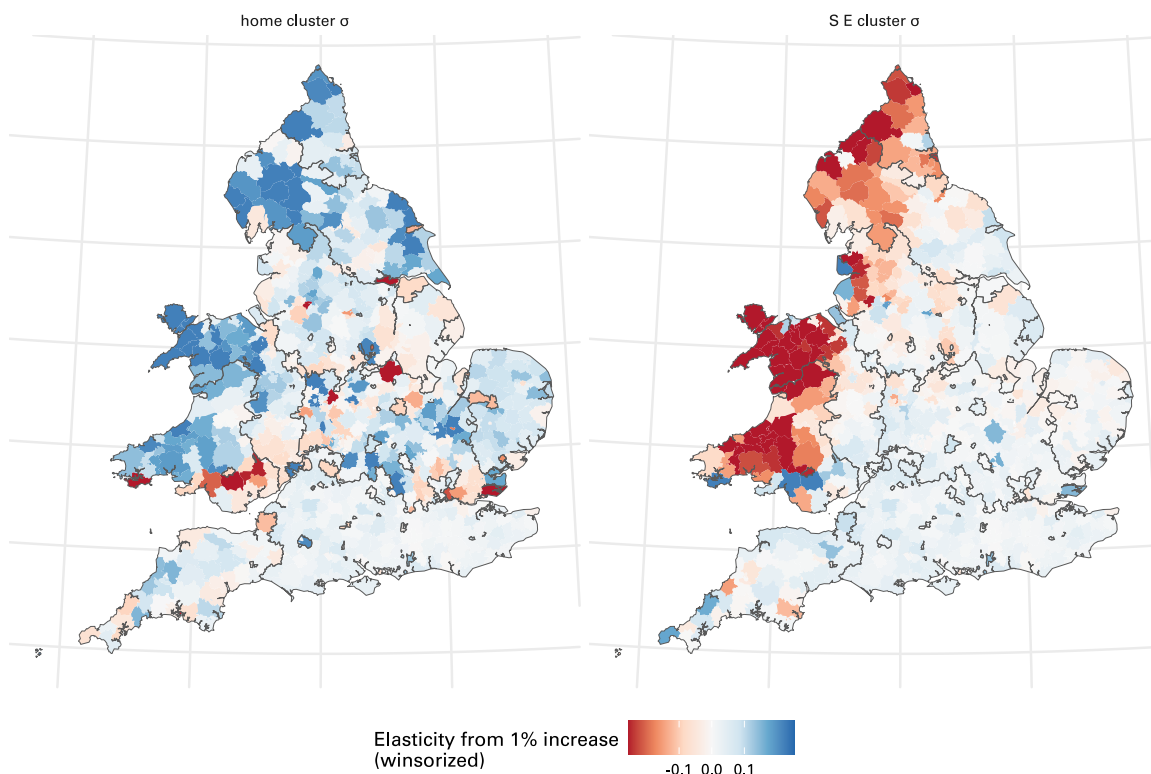 home cluster σ
S E cluster σ
Elasticity from 1% increase
(winsorized)
-0.1 0.0 0.1